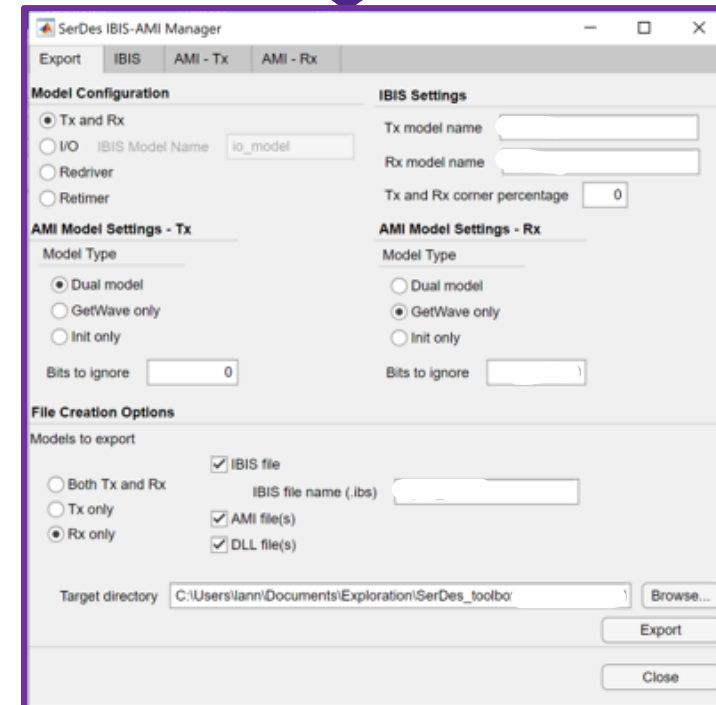 SerDes IBIS-AMI Manager
Export IBIS AMI - Tx AMI - Rx
Model Configuration
Tx and Rx
I/O IBIS Model Name io_model
Redriver
Retimer
IBIS Settings
Tx model name
Rx model name
Tx and Rx corner percentage 0
AMI Model Settings - Tx
Model Type
Dual model
GetWave only
Init only
Bits to ignore 0
AMI Model Settings - Rx
Model Type
Dual model
GetWave only
Init only
Bits to ignore
File Creation Options
Models to export
Both Tx and Rx
Tx only
Rx only
IBIS file
IBIS file name (.ibs)
AMI file(s)
DLL file(s)
Target directory C:\Users\Iann\Documents\Exploration\SerDes_toolbo Browse...
Export
Close